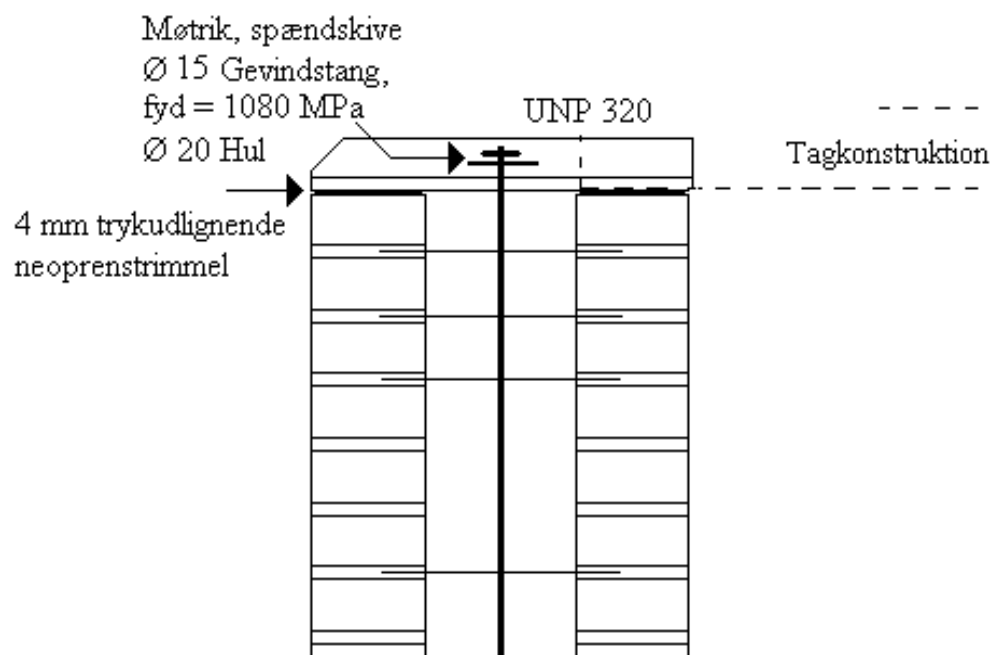 Møtrik, spændskive
Ø 15 Gevindstang,
fyd = 1080 MPa
Ø 20 Hul
UNP 320
Tagkonstruktion
4 mm trykudlignende
neoprenstrimmel